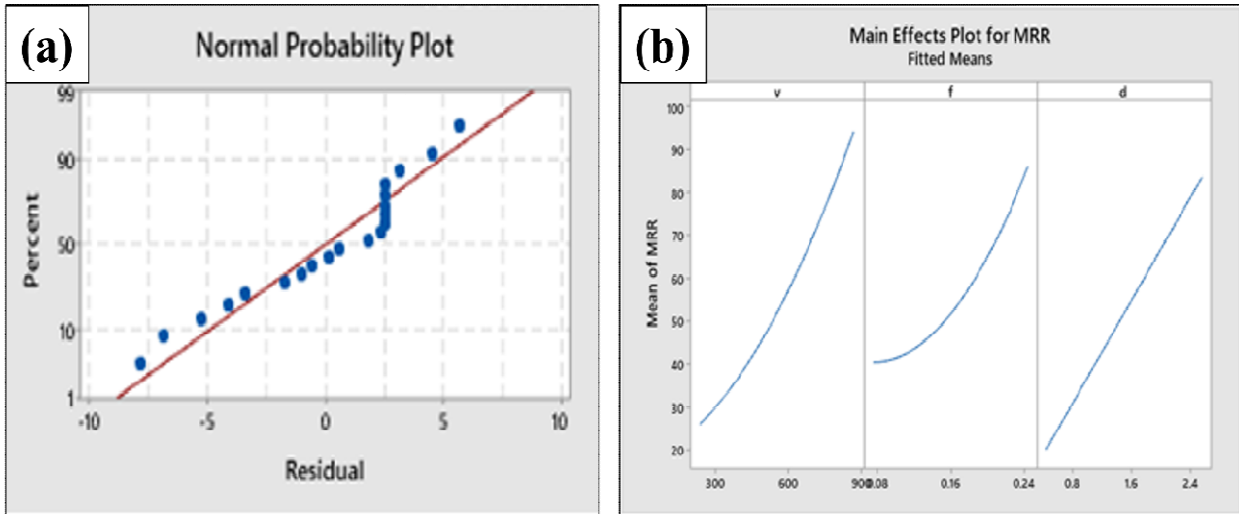 (a)
Normal Probability Plot
99
90
50
10
1
Percent
-10 -5 0 5 10
Residual
(b)
Main Effects Plot for MRR
Fitted Means
v f d
100
90
80
70
60
50
40
30
20
Mean of MRR
300 600 900 0.08 0.16 0.24 0.8 1.6 2.4